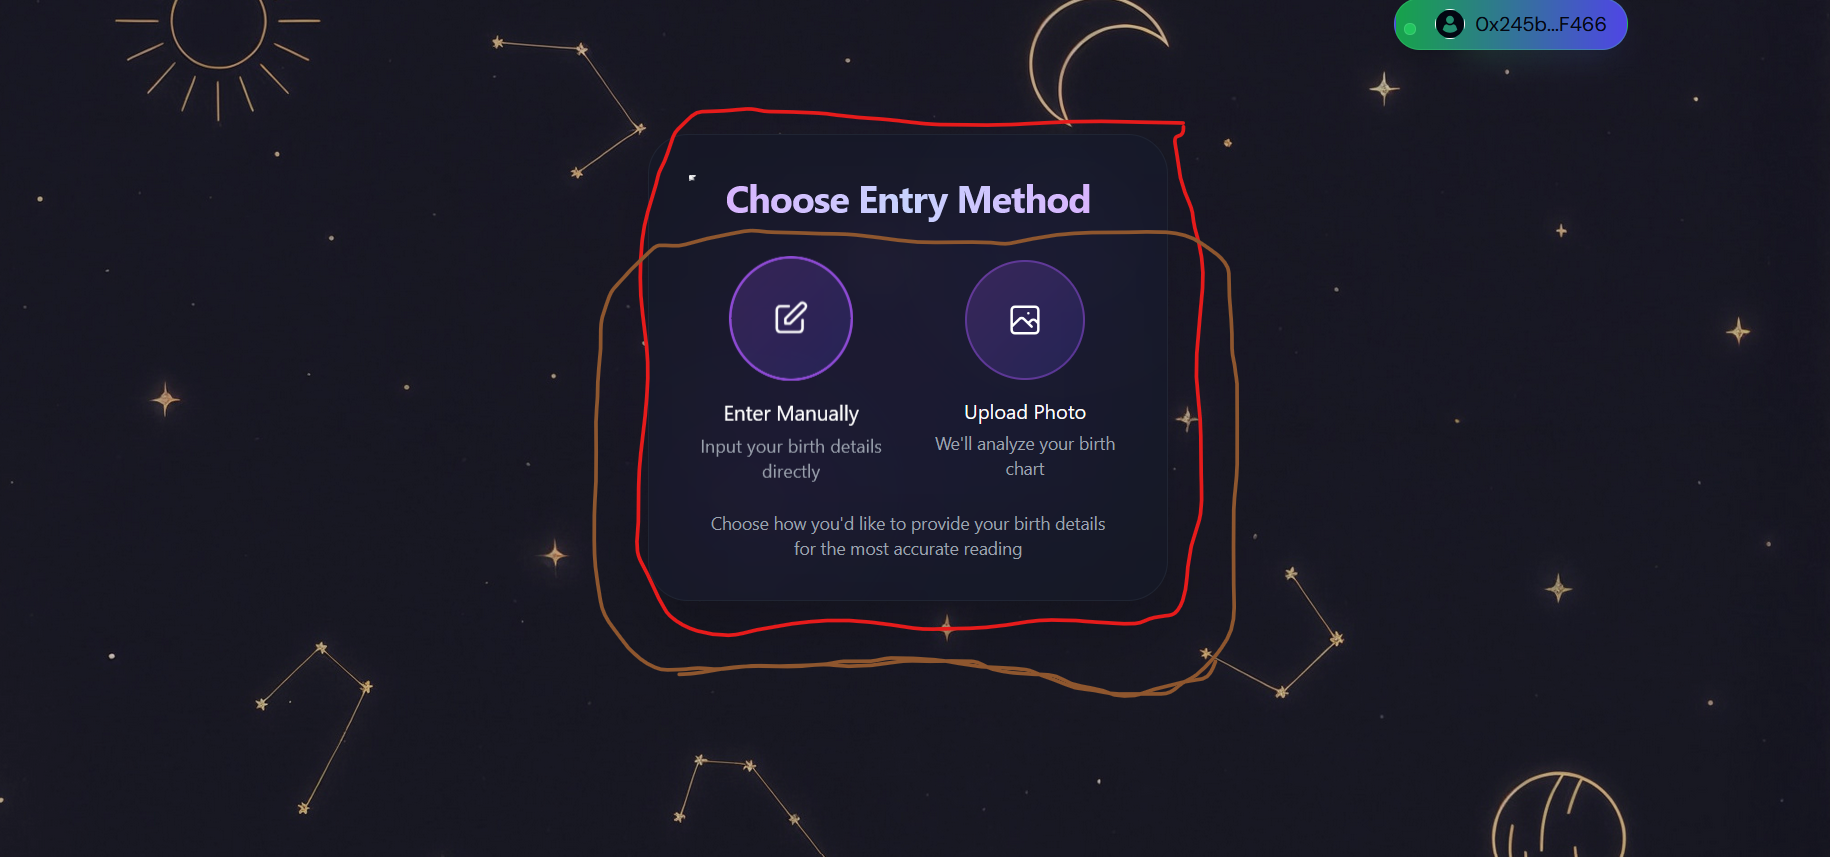 0x245b...F466
Choose Entry Method
Enter Manually
Input your birth details
directly
Upload Photo
We'll analyze your birth
chart
Choose how you'd like to provide your birth details
for the most accurate reading